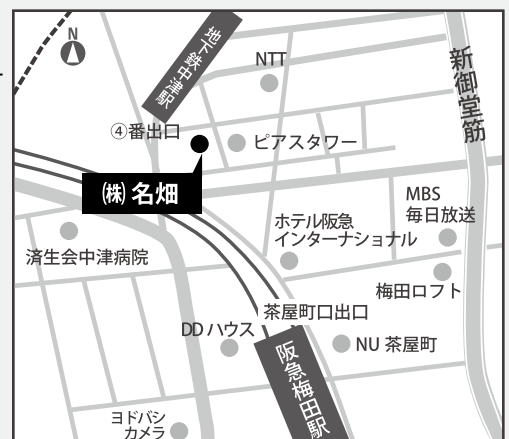 N
地下鉄中津駅
NTT
新御堂筋
④番出口
ピアスタワー
㈱ 名畑
MBS
毎日放送
ホテル阪急
インターナショナル
済生会中津病院
梅田ロフト
茶屋町口出口
DDハウス
NU 茶屋町
阪急梅田駅
ヨドバシ
カメラ